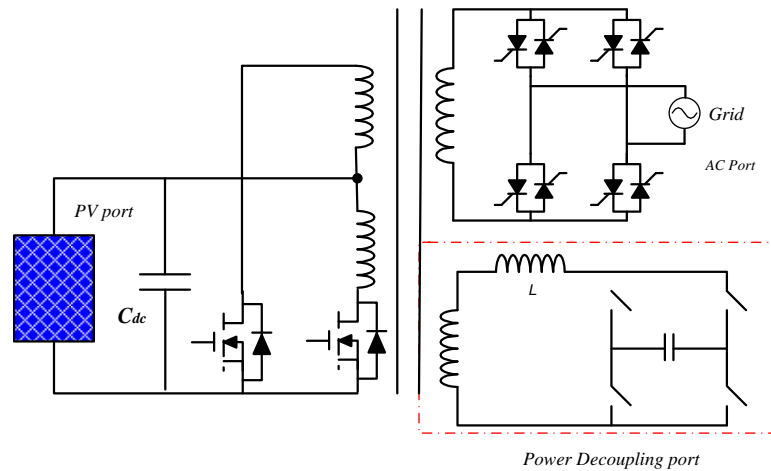 PV port
Cdc
Grid
AC Port
L
Power Decoupling port